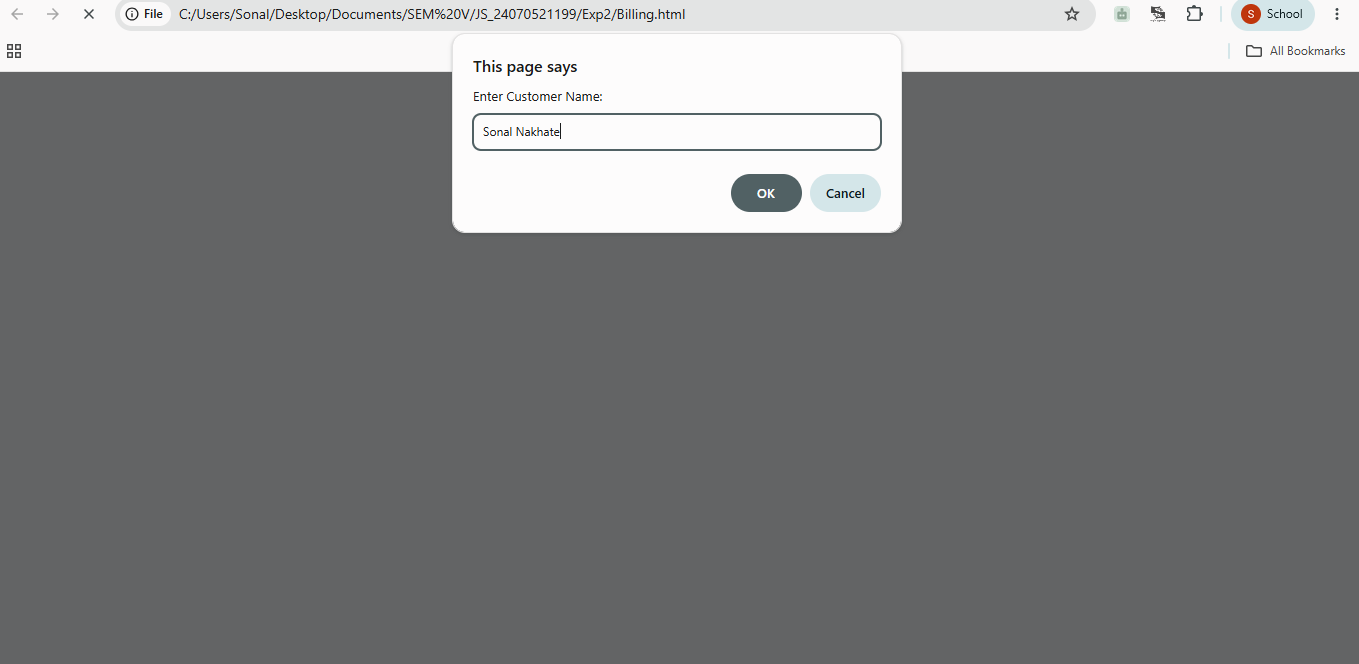 File C:/Users/Sonal/Desktop/Documents/SEM%20V/JS_24070521199/Exp2/Billing.html
S School
All Bookmarks
This page says
Enter Customer Name:
Sonal Nakhate
OK Cancel